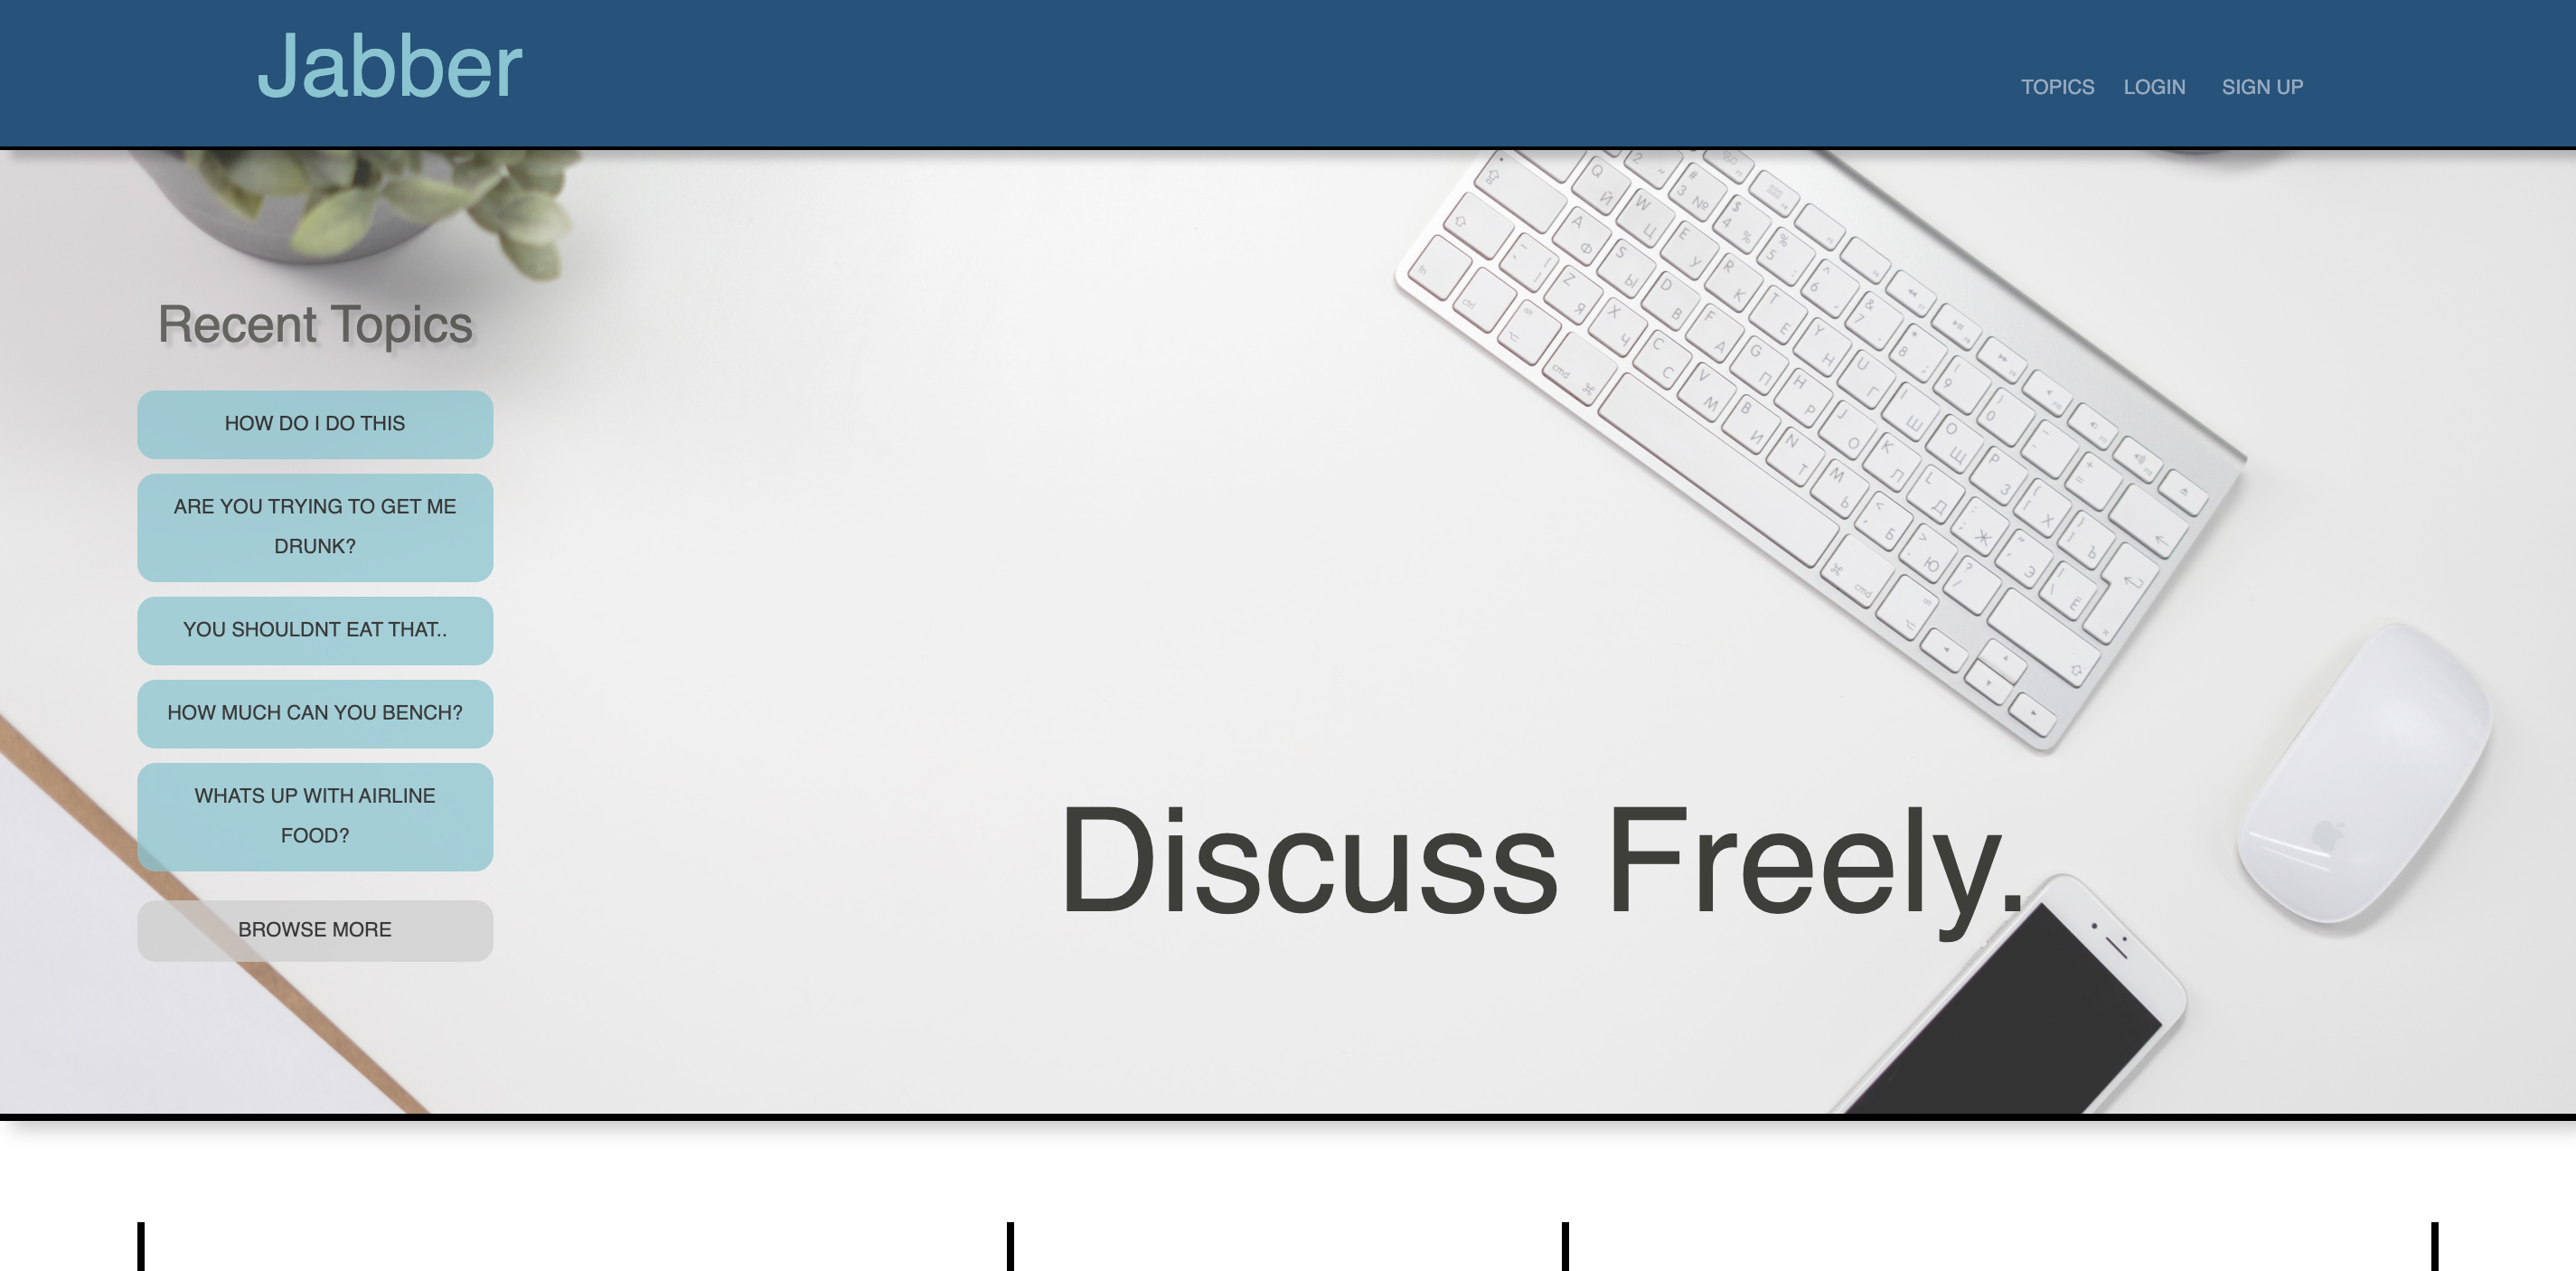 Jabber
TOPICS LOGIN SIGN UP
Recent Topics
HOW DO I DO THIS
ARE YOU TRYING TO GET ME
DRUNK?
YOU SHOULDNT EAT THAT..
HOW MUCH CAN YOU BENCH?
WHATS UP WITH AIRLINE
FOOD?
BROWSE MORE
Discuss Freely.